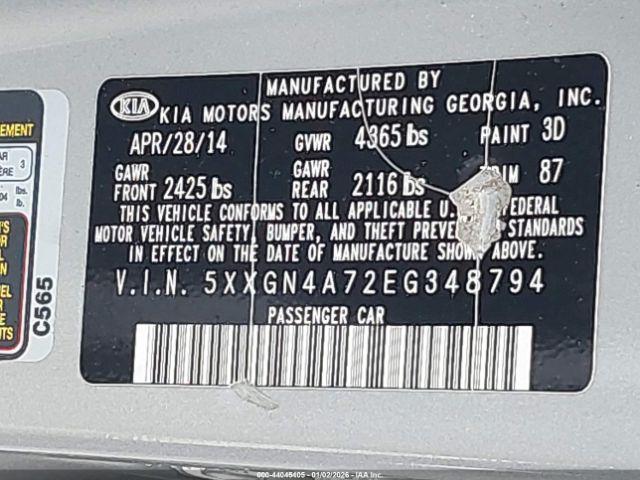 MANUFACTURED BY
KIA KIA MOTORS MANUFACTURING GEORGIA, INC.
APR/28/14 GVWR 4365 lbs PAINT 3D
GAWR FRONT 2425 lbs GAWR REAR 2116 lbs 87
THIS VEHICLE CONFORMS TO ALL APPLICABLE FEDERAL
MOTOR VEHICLE SAFETY, BUMPER, AND THEFT STANDARDS
IN EFFECT ON THE DATE OF MANUFACTURE ABOVE.
V.I.N. 5XXGN4A72EG348794
PASSENGER CAR
C565
000-44045405 - 01/02/2026 - IAA Inc.